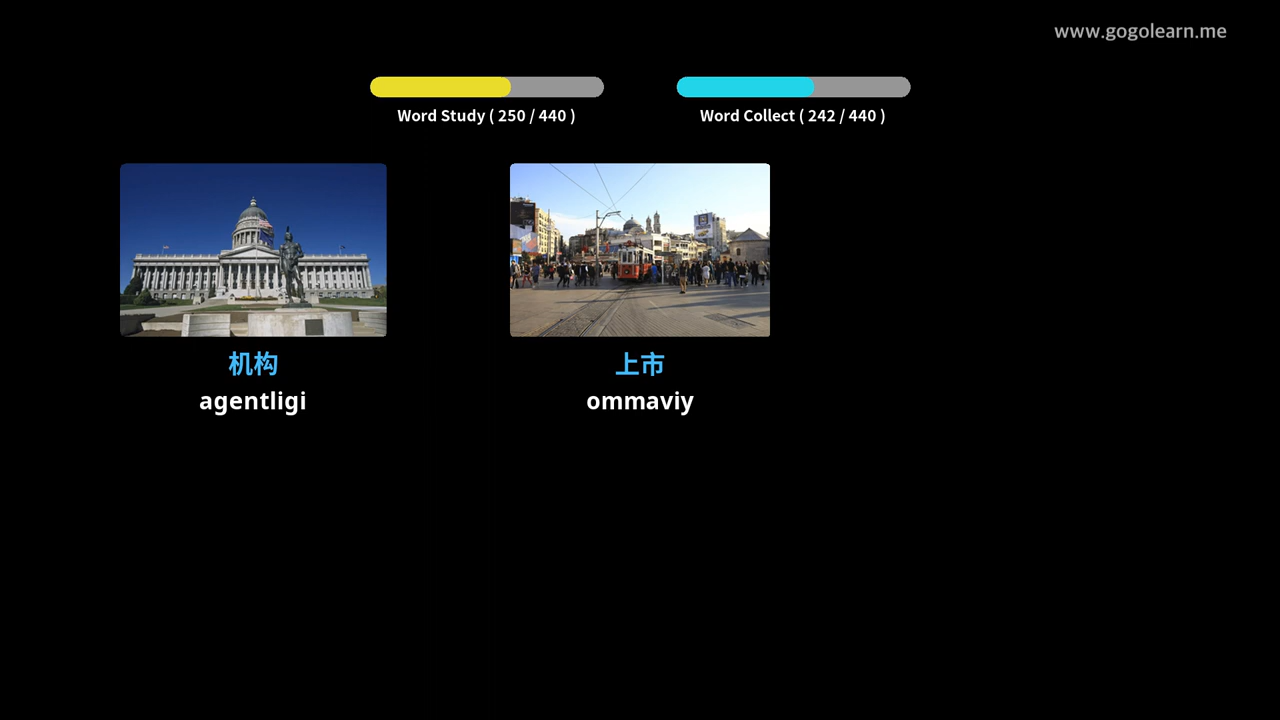 www.gogolearn.me
Word Study ( 250 / 440 )
Word Collect ( 242 / 440 )
机构
agentligi
上市
ommaviy